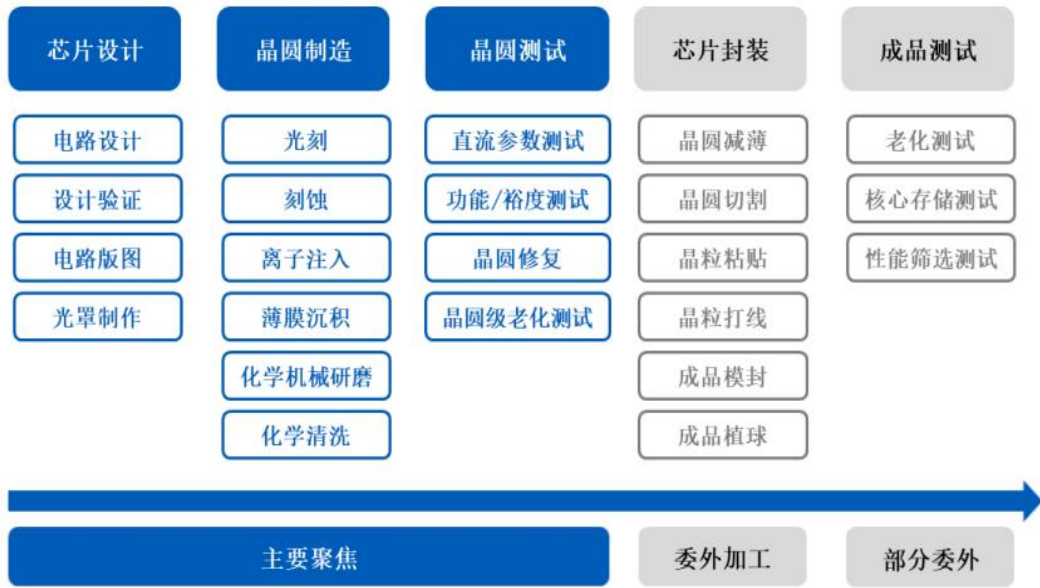 芯片设计
晶圆制造
晶圆测试
芯片封装
成品测试
电路设计
光刻
直流参数测试
晶圆减薄
老化测试
设计验证
刻蚀
功能/裕度测试
晶圆切割
核心存储测试
电路版图
离子注入
晶圆修复
晶粒粘贴
性能筛选测试
光罩制作
薄膜沉积
晶圆级老化测试
晶粒打线
化学机械研磨
成品模封
化学清洗
成品植球
主要聚焦
委外加工
部分委外